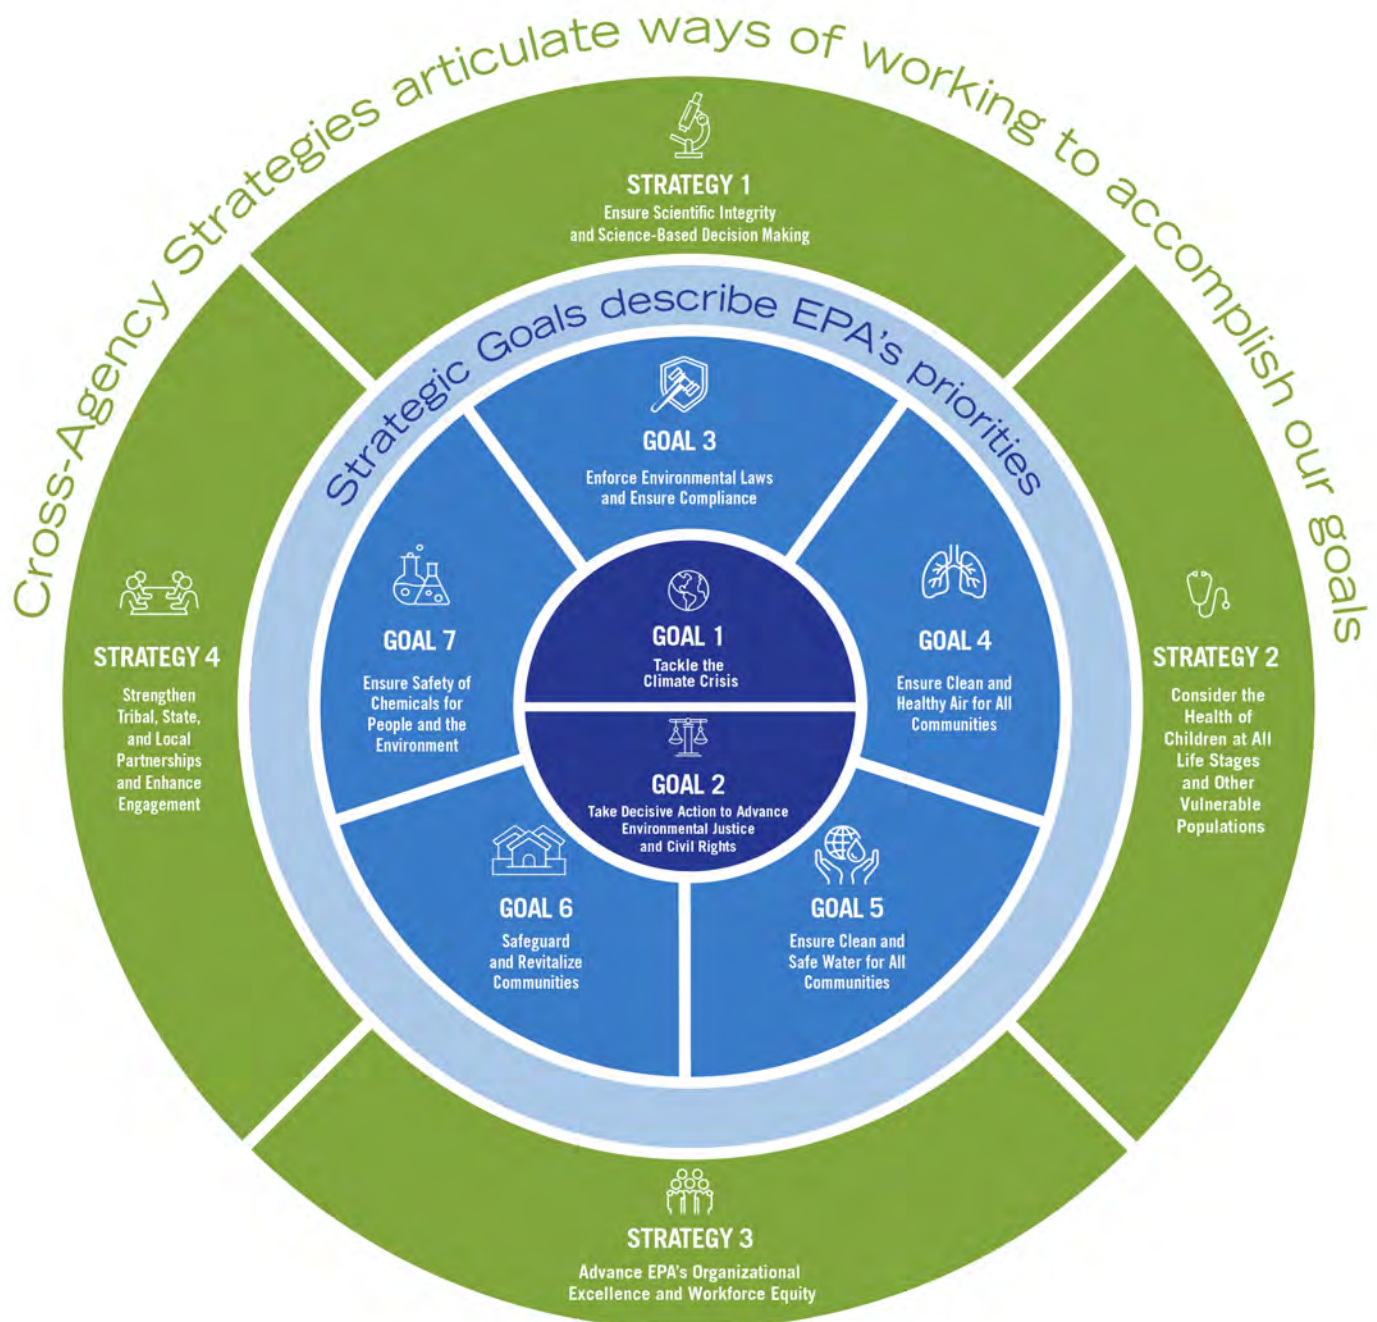 Cross-Agency Strategies articulate ways of working to accomplish our goals
STRATEGY 1
Ensure Scientific Integrity
and Science-Based Decision Making
Strategic Goals describe EPA's priorities
GOAL 3
Enforce Environmental Laws
and Ensure Compliance
GOAL 1
Tackle the
Climate Crisis
GOAL 2
Take Decisive Action to Advance
Environmental Justice
and Civil Rights
GOAL 7
Ensure Safety of
Chemicals for
People and the
Environment
GOAL 4
Ensure Clean and
Healthy Air for All
Communities
STRATEGY 4
Strengthen
Tribal, State,
and Local
Partnerships
and Enhance
Engagement
STRATEGY 2
Consider the
Health of
Children at All
Life Stages
and Other
Vulnerable
Populations
GOAL 6
Safeguard
and Revitalize
Communities
GOAL 5
Ensure Clean and
Safe Water for All
Communities
STRATEGY 3
Advance EPA's Organizational
Excellence and Workforce Equity